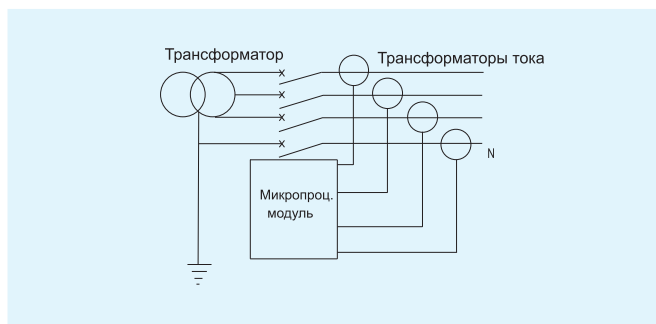 Трансформатор
Трансформаторы тока
N
Микропроц.
модуль